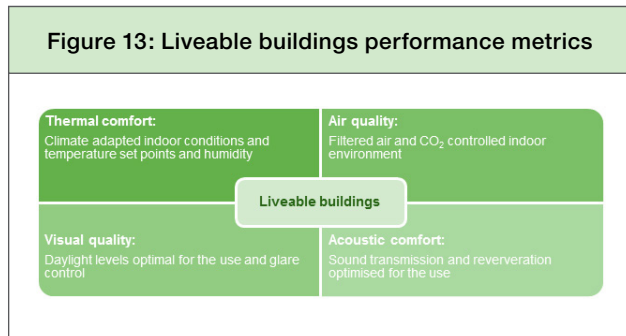 Figure 13: Liveable buildings performance metrics
Thermal comfort:
Climate adapted indoor conditions and
temperature set points and humidity
Air quality:
Filtered air and CO₂ controlled indoor
environment
Liveable buildings
Visual quality:
Daylight levels optimal for the use and glare
control
Acoustic comfort:
Sound transmission and reververation
optimised for the use